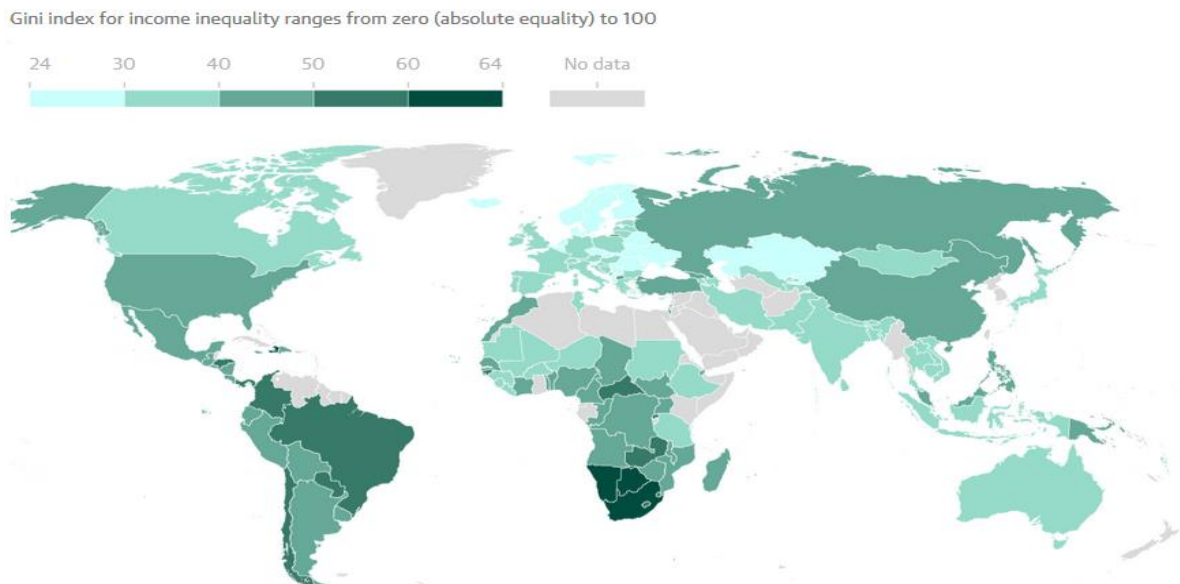 Gini index for income inequality ranges from zero (absolute equality) to 100
24 30 40 50 60 64 No data